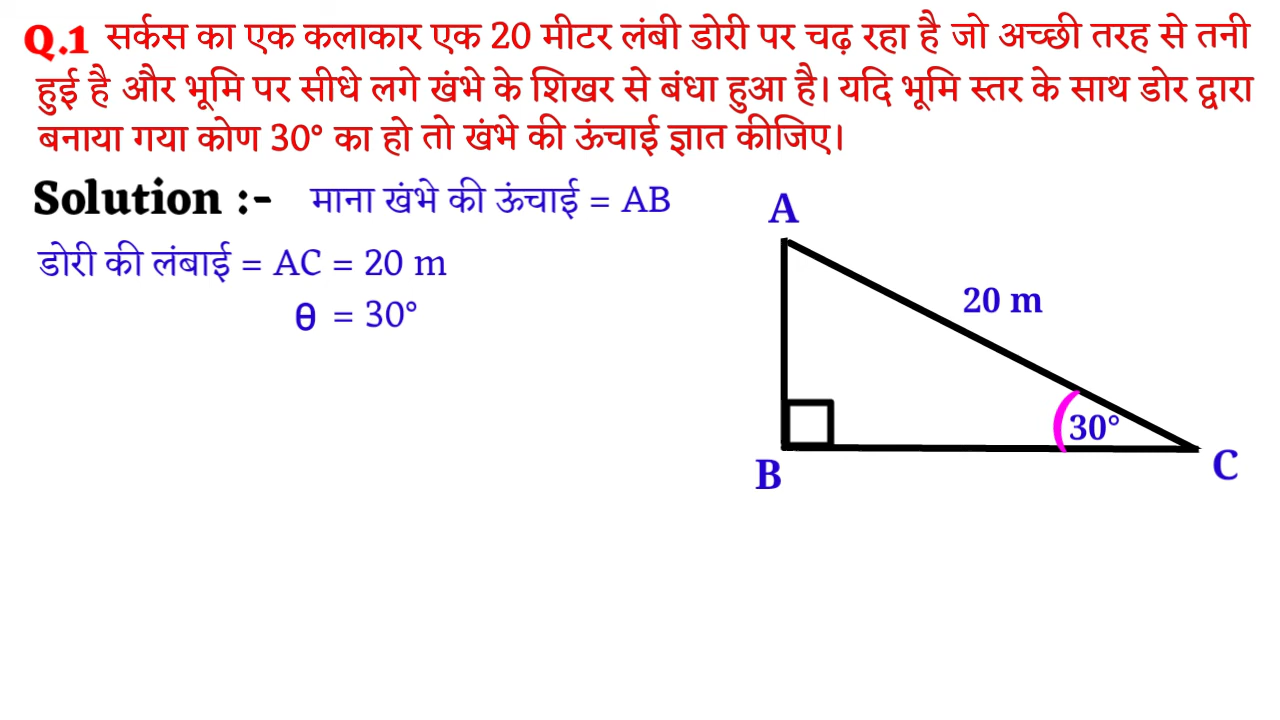 Q.1 सर्कस का एक कलाकार एक 20 मीटर लंबी डोरी पर चढ़ रहा है जो अच्छी तरह से तनी
हुई है और भूमि पर सीधे लगे खंभे के शिखर से बंधा हुआ है। यदि भूमि स्तर के साथ डोर द्वारा
बनाया गया कोण 30° का हो तो खंभे की ऊंचाई ज्ञात कीजिए।
Solution :- माना खंभे की ऊंचाई = AB
डोरी की लंबाई = AC = 20 m
θ = 30°
A
20 m
30°
B
C